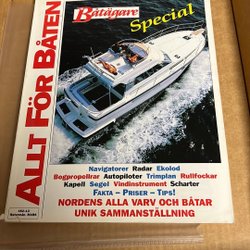 Båtägare
Special
ALLT FÖR BÅTEN
Navigatorer Radar Ekolod
Bogpropellrar Autopiloter Trimplan Rullfockar
Kapell Segel Vindinstrument Scharter
FAKTA – PRISER – TIPS!
NORDENS ALLA VARV OCH BÅTAR
UNIK SAMMANSTÄLLNING